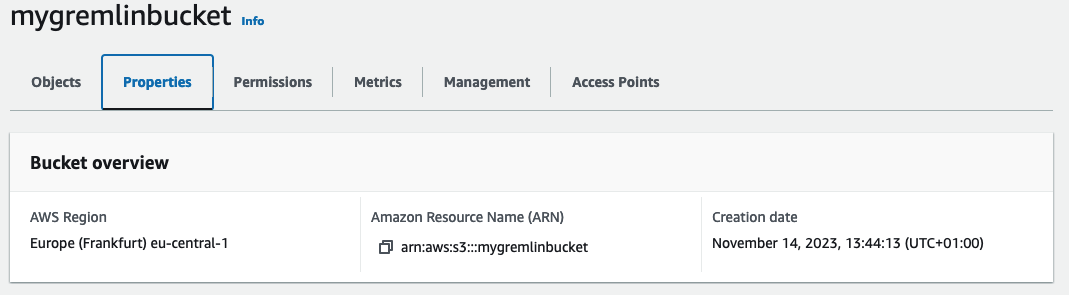 mygremlinbucket Info
Objects Properties Permissions Metrics Management Access Points
Bucket overview
AWS Region
Europe (Frankfurt) eu-central-1
Amazon Resource Name (ARN)
arn:aws:s3:::mygremlinbucket
Creation date
November 14, 2023, 13:44:13 (UTC+01:00)